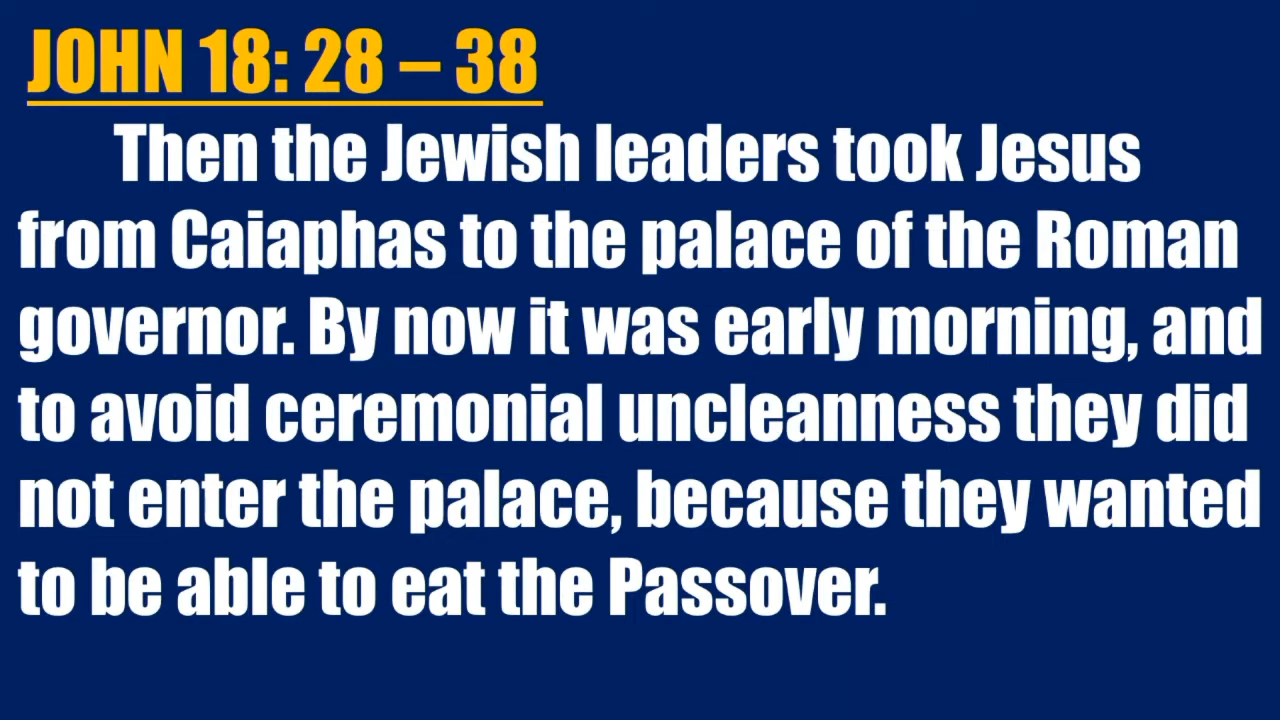 JOHN 18: 28 – 38
Then the Jewish leaders took Jesus
from Caiaphas to the palace of the Roman
governor. By now it was early morning, and
to avoid ceremonial uncleanness they did
not enter the palace, because they wanted
to be able to eat the Passover.